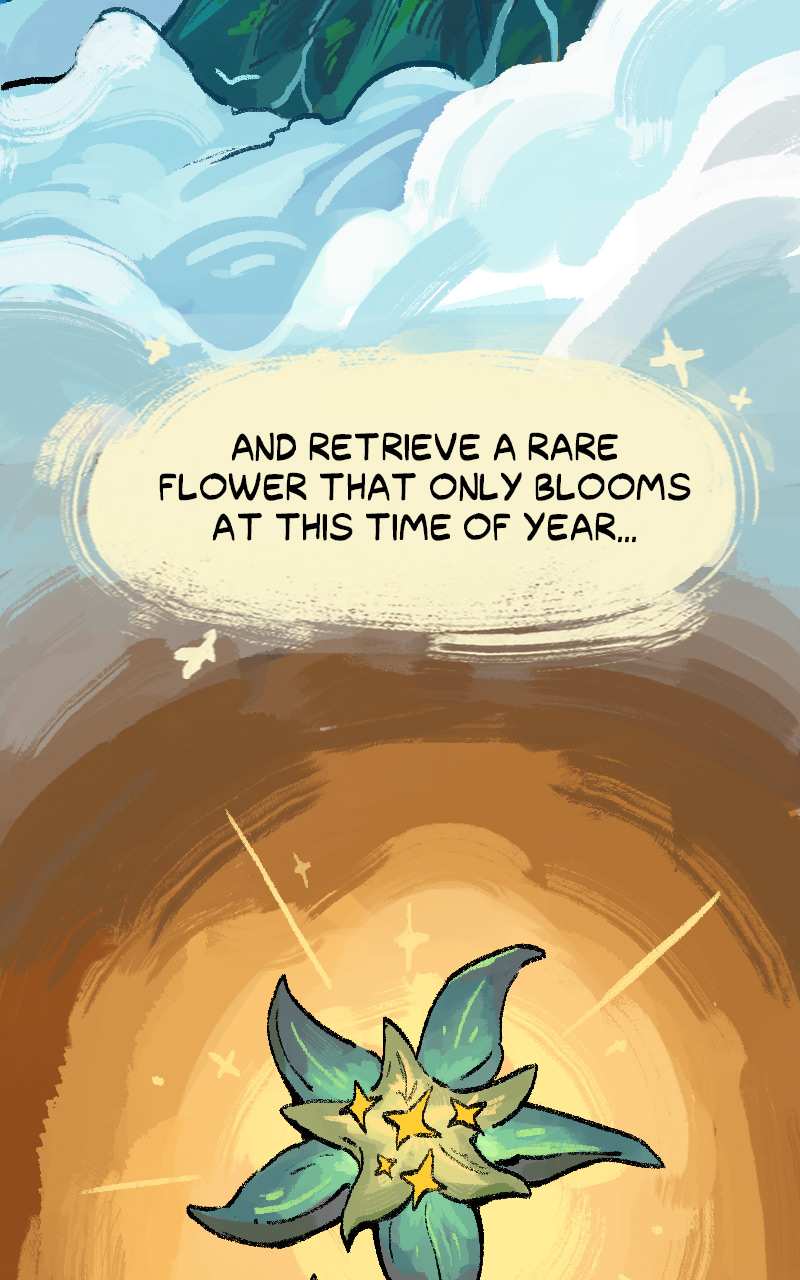 AND RETRIEVE A RARE
FLOWER THAT ONLY BLOOMS
AT THIS TIME OF YEAR...